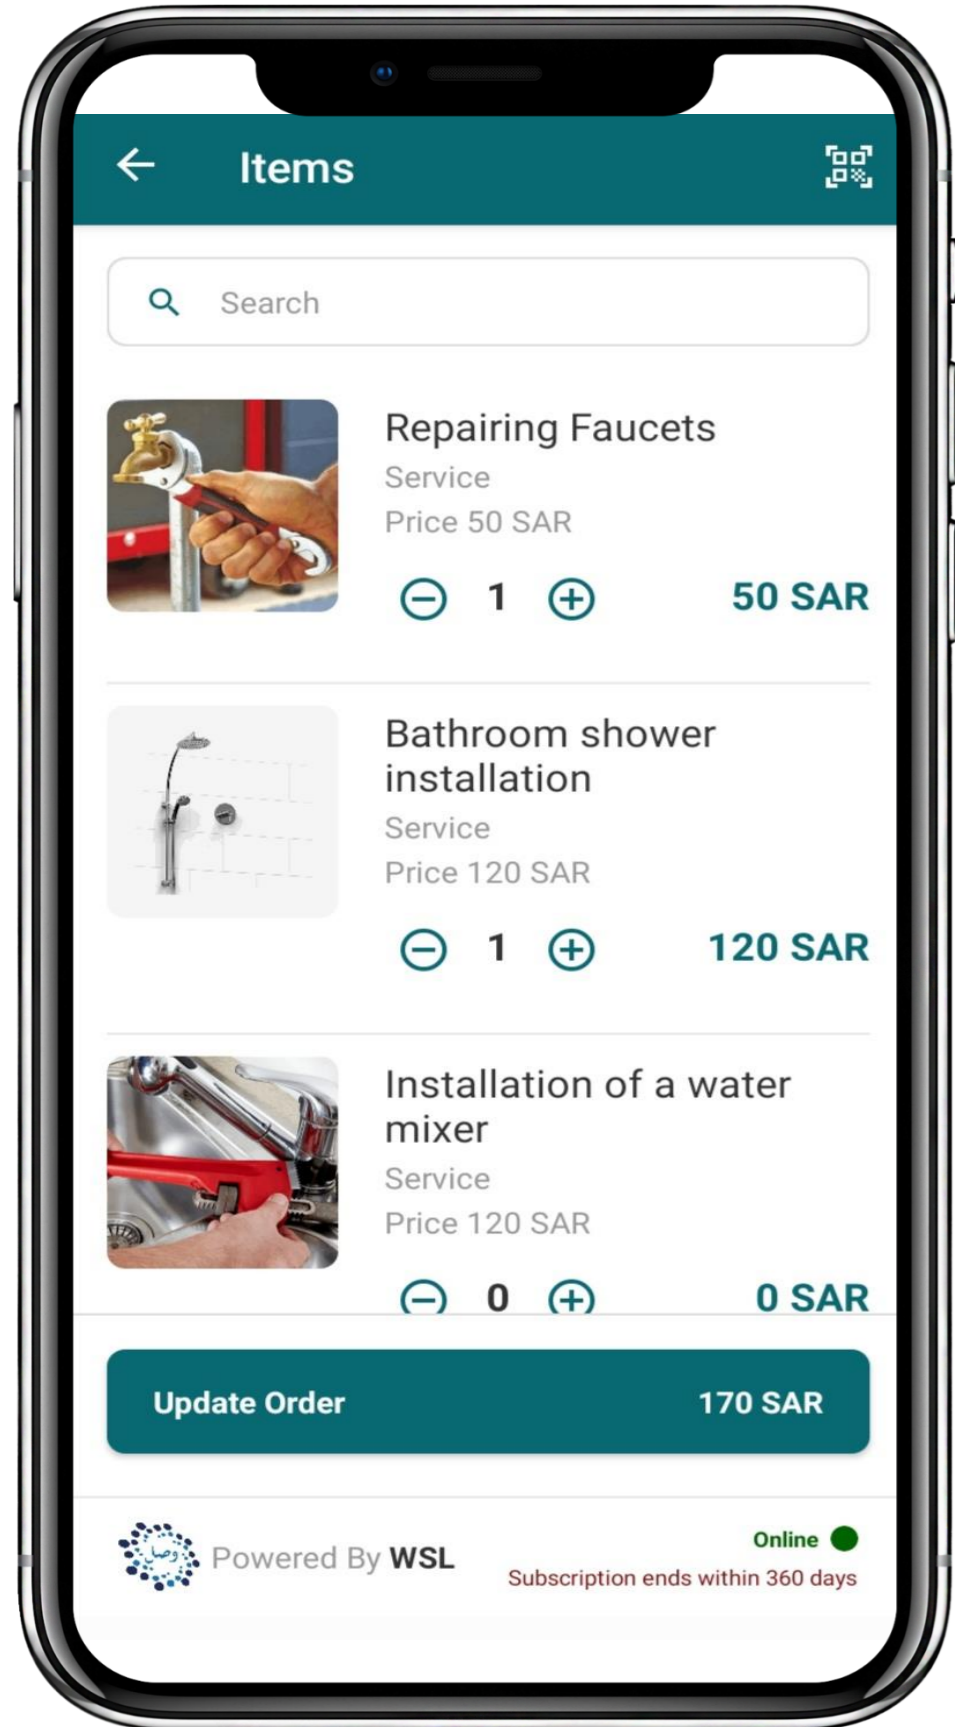 Items
Search
Repairing Faucets
Service
Price 50 SAR
1
50 SAR
Bathroom shower
installation
Service
Price 120 SAR
1
120 SAR
Installation of a water
mixer
Service
Price 120 SAR
0
0 SAR
Update Order
170 SAR
وصل
Powered By WSL
Online
Subscription ends within 360 days